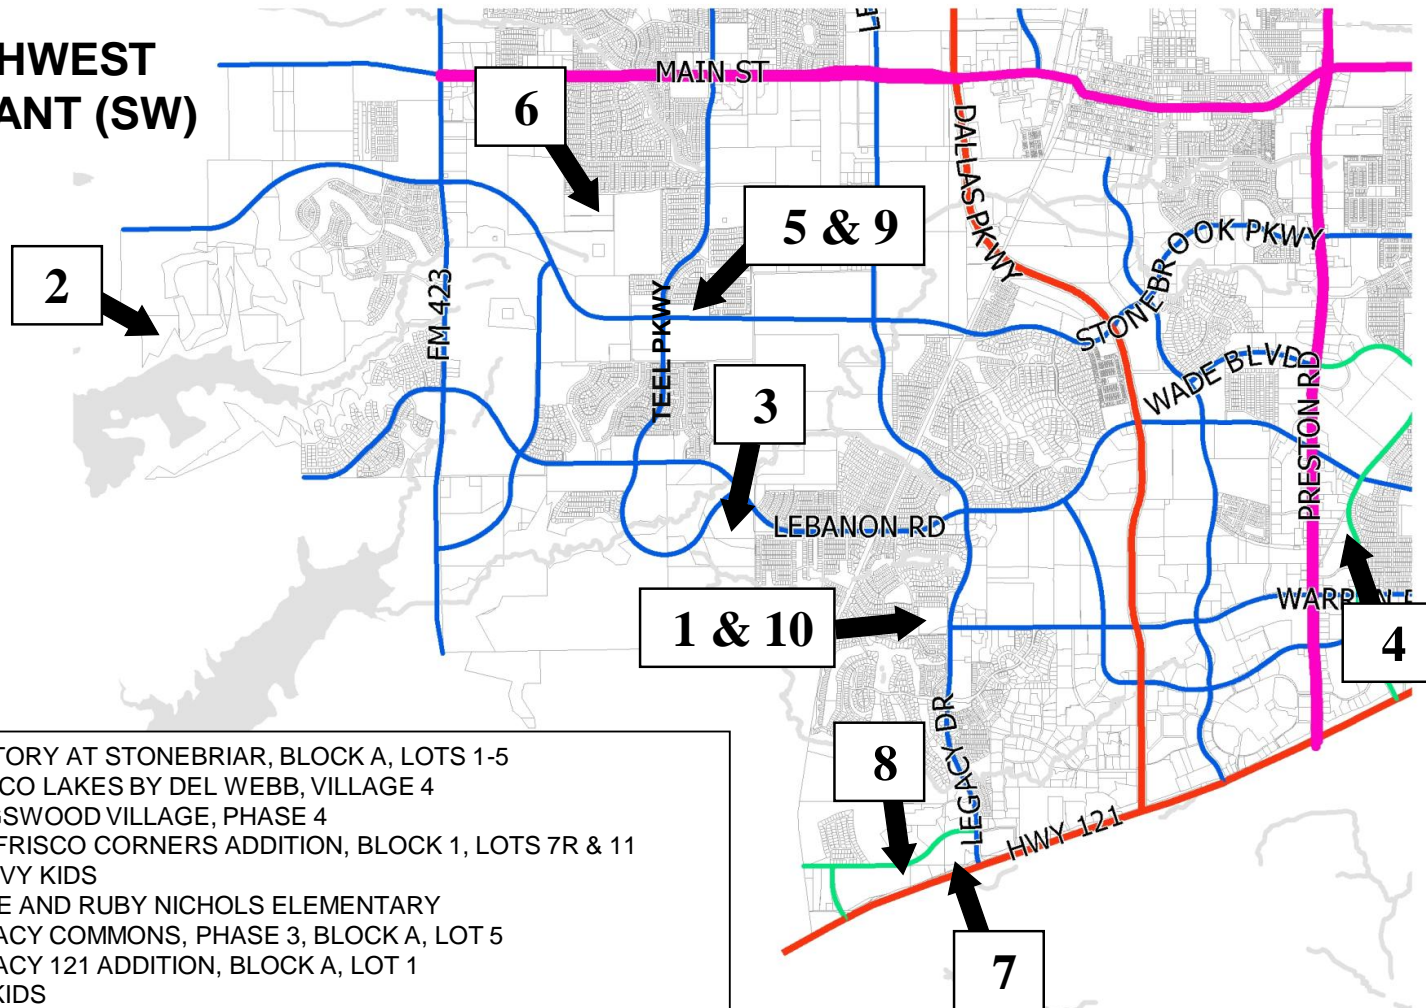 HWEST
ANT (SW)
MAIN ST
6
DALLAS PKWY
5 & 9
STONEBROOK PKWY
2
FM 423
TEEL PKWY
WADE BLVD
PRESTON RD
3
LEBANON RD
1 & 10
4
LEGACY DR
8
HWY 121
7
TORY AT STONEBRIAR, BLOCK A, LOTS 1-5
CO LAKES BY DEL WEBB, VILLAGE 4
GSWOOD VILLAGE, PHASE 4
FRISCO CORNERS ADDITION, BLOCK 1, LOTS 7R & 11
VY KIDS
E AND RUBY NICHOLS ELEMENTARY
ACY COMMONS, PHASE 3, BLOCK A, LOT 5
ACY 121 ADDITION, BLOCK A, LOT 1
KIDS